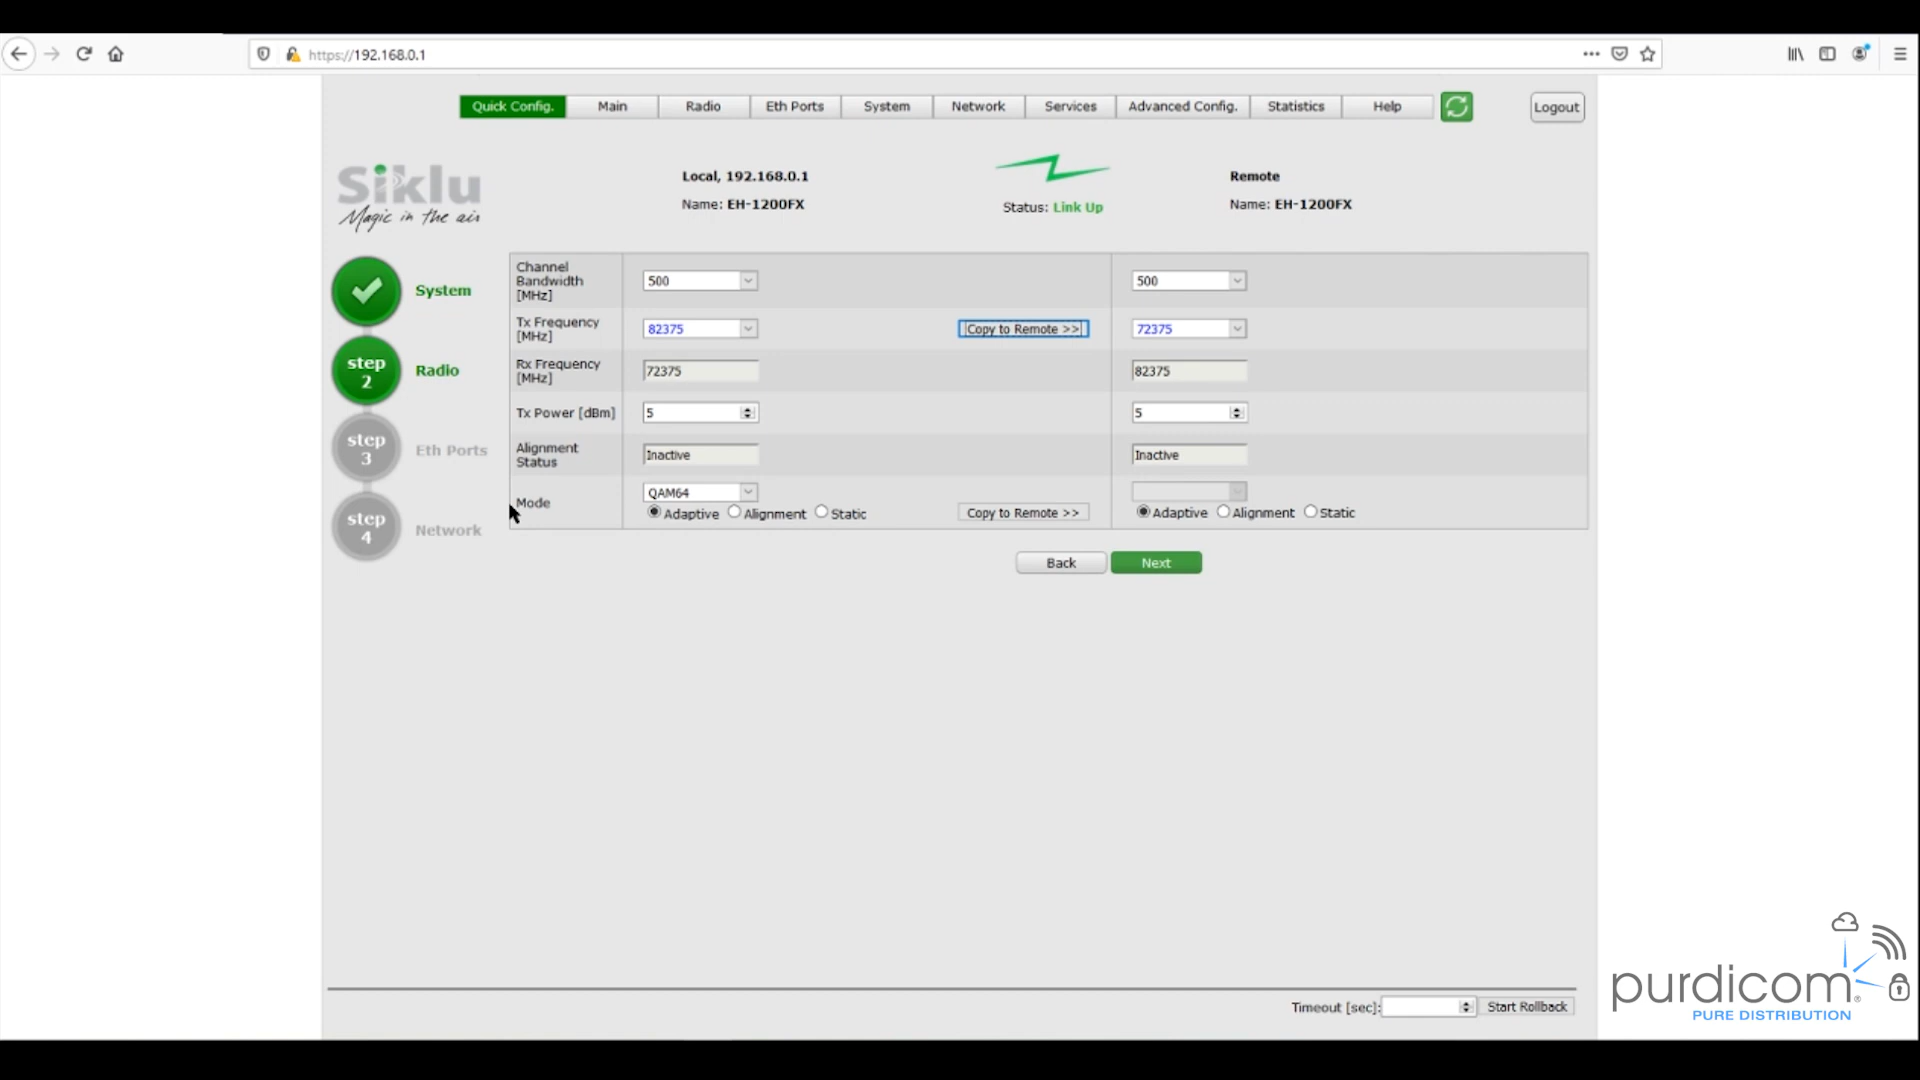 https://192.168.0.1
Quick Config. Main Radio Eth Ports System Network Services Advanced Config. Statistics Help Logout
Siklu
Magic in the air
Local, 192.168.0.1
Name: EH-1200FX
Status: Link Up
Remote
Name: EH-1200FX
System
step
2
Radio
step
3
Eth Ports
step
4
Network
Channel
Bandwidth
[MHz]
500 500
Tx Frequency
[MHz]
82375 Copy to Remote >> 72375
Rx Frequency
[MHz]
72375 82375
Tx Power [dBm] 5 5
Alignment
Status
Inactive Inactive
Mode
QAM64
Adaptive Alignment Static Copy to Remote >> Adaptive Alignment Static
Back Next
Timeout [sec]: Start Rollback
purdicom®
PURE DISTRIBUTION